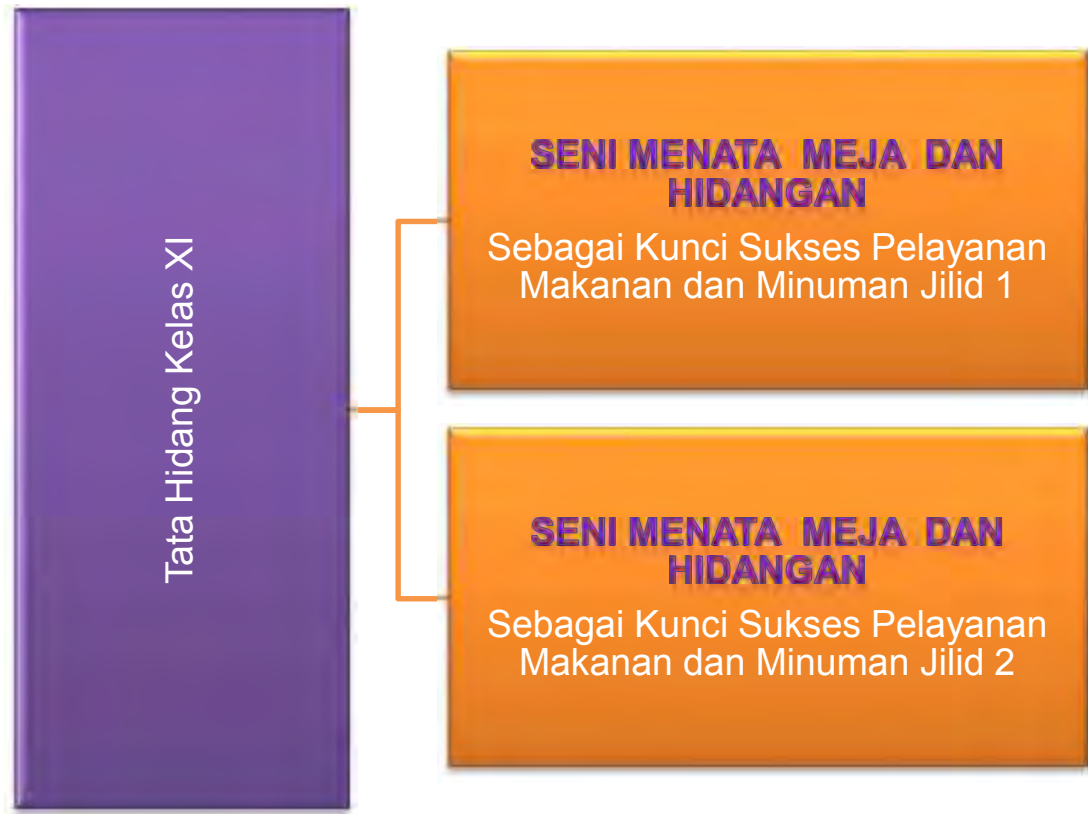 Tata Hidang Kelas XI
SENI MENATA MEJA DAN
HIDANGAN
Sebagai Kunci Sukses Pelayanan
Makanan dan Minuman Jilid 1
SENI MENATA MEJA DAN
HIDANGAN
Sebagai Kunci Sukses Pelayanan
Makanan dan Minuman Jilid 2